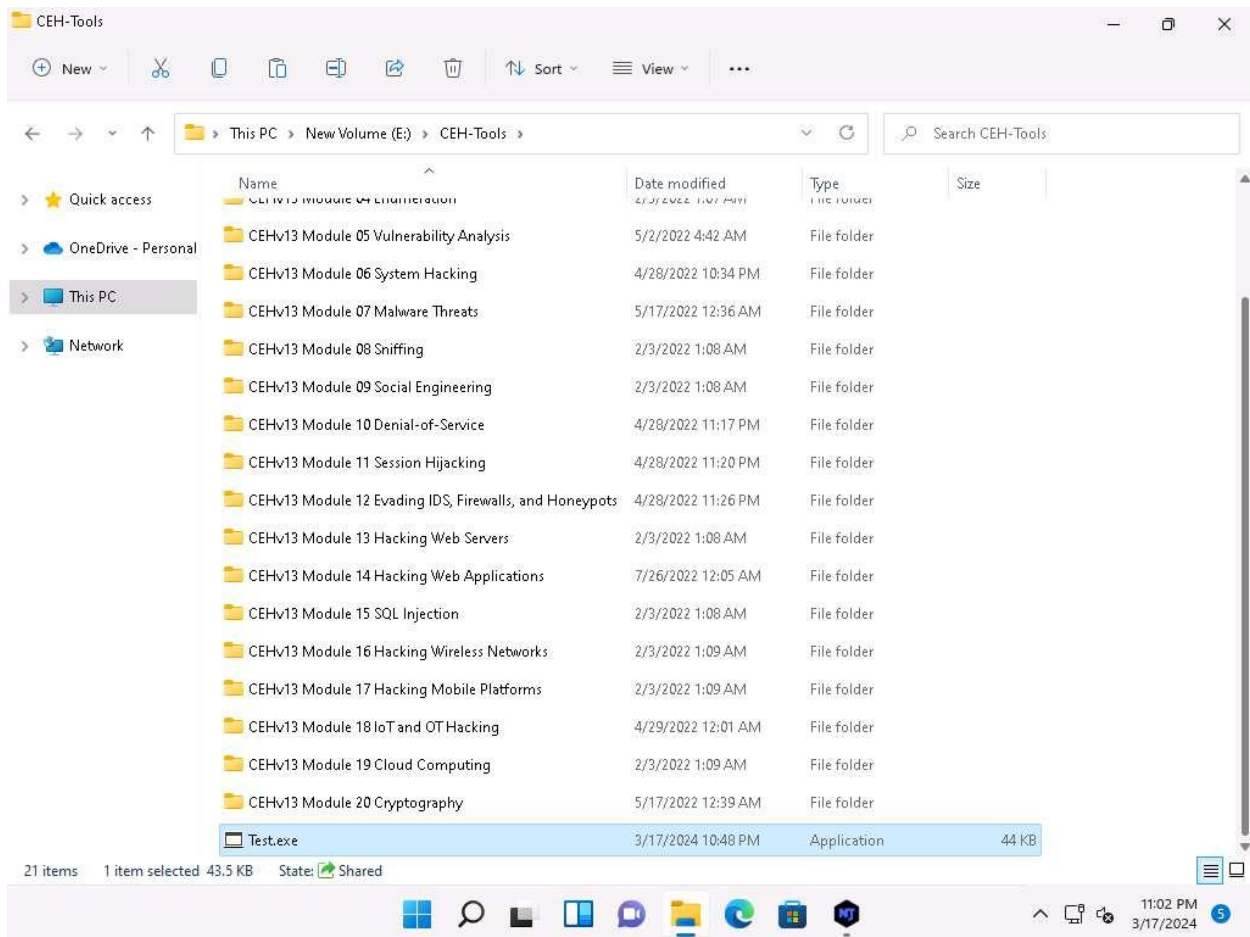 CEH-Tools
New
Sort
View
This PC > New Volume (E:) > CEH-Tools >
Search CEH-Tools
Quick access
OneDrive - Personal
This PC
Network
Name Date modified Type Size
CEHv13 Module 04 Enumeration 2/3/2022 1:07 AM File folder
CEHv13 Module 05 Vulnerability Analysis 5/2/2022 4:42 AM File folder
CEHv13 Module 06 System Hacking 4/28/2022 10:34 PM File folder
CEHv13 Module 07 Malware Threats 5/17/2022 12:36 AM File folder
CEHv13 Module 08 Sniffing 2/3/2022 1:08 AM File folder
CEHv13 Module 09 Social Engineering 2/3/2022 1:08 AM File folder
CEHv13 Module 10 Denial-of-Service 4/28/2022 11:17 PM File folder
CEHv13 Module 11 Session Hijacking 4/28/2022 11:20 PM File folder
CEHv13 Module 12 Evading IDS, Firewalls, and Honeypots 4/28/2022 11:26 PM File folder
CEHv13 Module 13 Hacking Web Servers 2/3/2022 1:08 AM File folder
CEHv13 Module 14 Hacking Web Applications 7/26/2022 12:05 AM File folder
CEHv13 Module 15 SQL Injection 2/3/2022 1:08 AM File folder
CEHv13 Module 16 Hacking Wireless Networks 2/3/2022 1:09 AM File folder
CEHv13 Module 17 Hacking Mobile Platforms 2/3/2022 1:09 AM File folder
CEHv13 Module 18 IoT and OT Hacking 4/29/2022 12:01 AM File folder
CEHv13 Module 19 Cloud Computing 2/3/2022 1:09 AM File folder
CEHv13 Module 20 Cryptography 5/17/2022 12:39 AM File folder
Test.exe 3/17/2024 10:48 PM Application 44 KB
21 items 1 item selected 43.5 KB State: Shared
NT
11:02 PM
3/17/2024
5